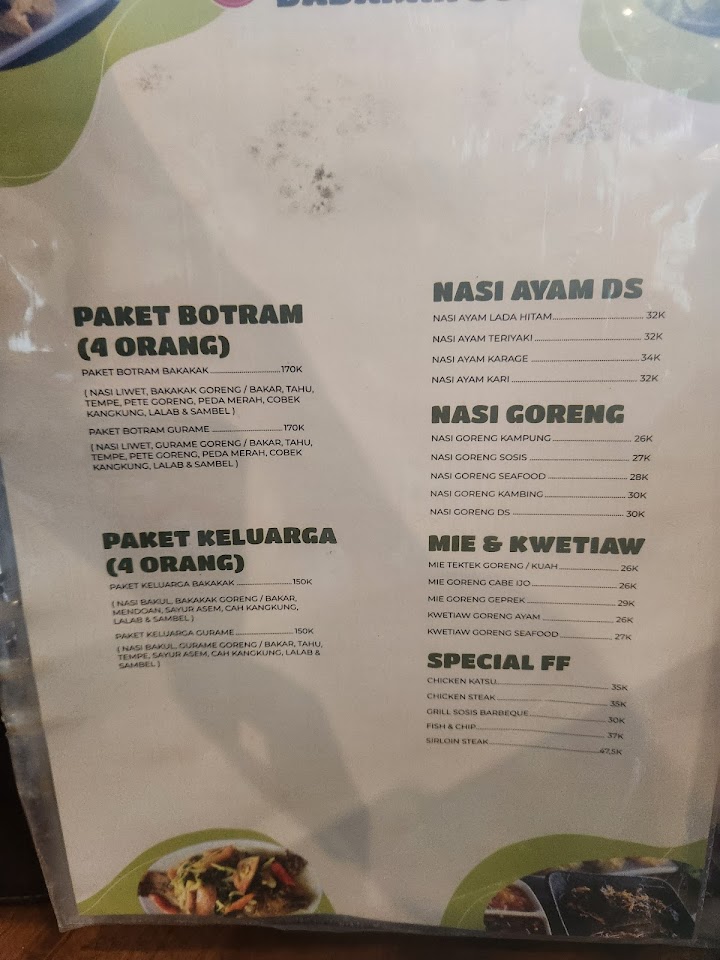 PAKET BOTRAM
(4 ORANG)
PAKET BOTRAM BAKAKAK 170K
( NASI LIWET, BAKAKAK GORENG / BAKAR, TAHU,
TEMPE, PETE GORENG, PEDA MERAH, COBEK
KANGKUNG, LALAB & SAMBEL )
PAKET BOTRAM GURAME 170K
( NASI LIWET, GURAME GORENG / BAKAR, TAHU,
TEMPE, PETE GORENG, PEDA MERAH, COBEK
KANGKUNG, LALAB & SAMBEL )
PAKET KELUARGA
(4 ORANG)
PAKET KELUARGA BAKAKAK 150K
( NASI BAKUL, BAKAKAK GORENG / BAKAR,
MENDOAN, SAYUR ASEM, CAH KANGKUNG,
LALAB & SAMBEL )
PAKET KELUARGA GURAME 150K
( NASI BAKUL, GURAME GORENG / BAKAR, TAHU,
TEMPE, SAYUR ASEM, CAH KANGKUNG, LALAB &
SAMBEL )
NASI AYAM DS
NASI AYAM LADA HITAM 32K
NASI AYAM TERIYAKI 32K
NASI AYAM KARAGE 34K
NASI AYAM KARI 32K
NASI GORENG
NASI GORENG KAMPUNG 26K
NASI GORENG SOSIS 27K
NASI GORENG SEAFOOD 28K
NASI GORENG KAMBING 30K
NASI GORENG DS 30K
MIE & KWETIAW
MIE TEKTEK GORENG / KUAH 26K
MIE GORENG CABE IJO 26K
MIE GORENG GEPREK 29K
KWETIAW GORENG AYAM 26K
KWETIAW GORENG SEAFOOD 27K
SPECIAL FF
CHICKEN KATSU 35K
CHICKEN STEAK 35K
GRILL SOSIS BARBEQUE 30K
FISH & CHIP 37K
SIRLOIN STEAK 47,5K